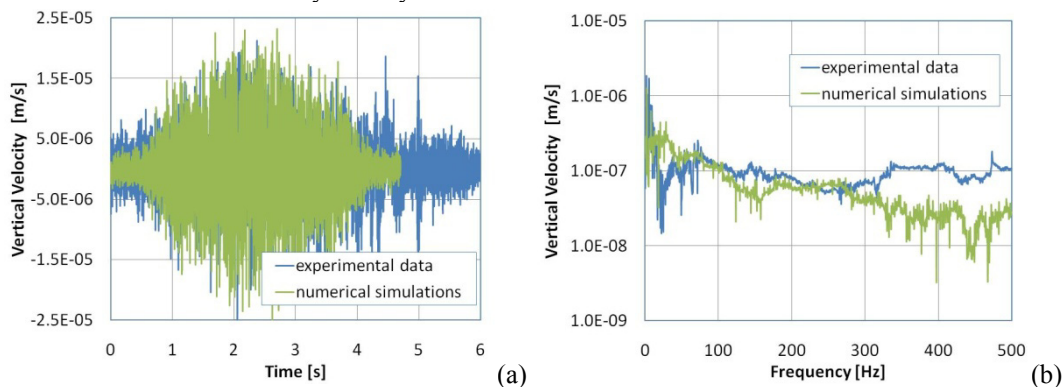 2.5E-05
1.5E-05
5.0E-06
-5.0E-06
-1.5E-05
-2.5E-05
Vertical Velocity [m/s]
0 1 2 3 4 5 6
Time [s]
experimental data
numerical simulations
(a)
1.0E-05
1.0E-06
1.0E-07
1.0E-08
1.0E-09
Vertical Velocity [m/s]
0 100 200 300 400 500
Frequency [Hz]
experimental data
numerical simulations
(b)